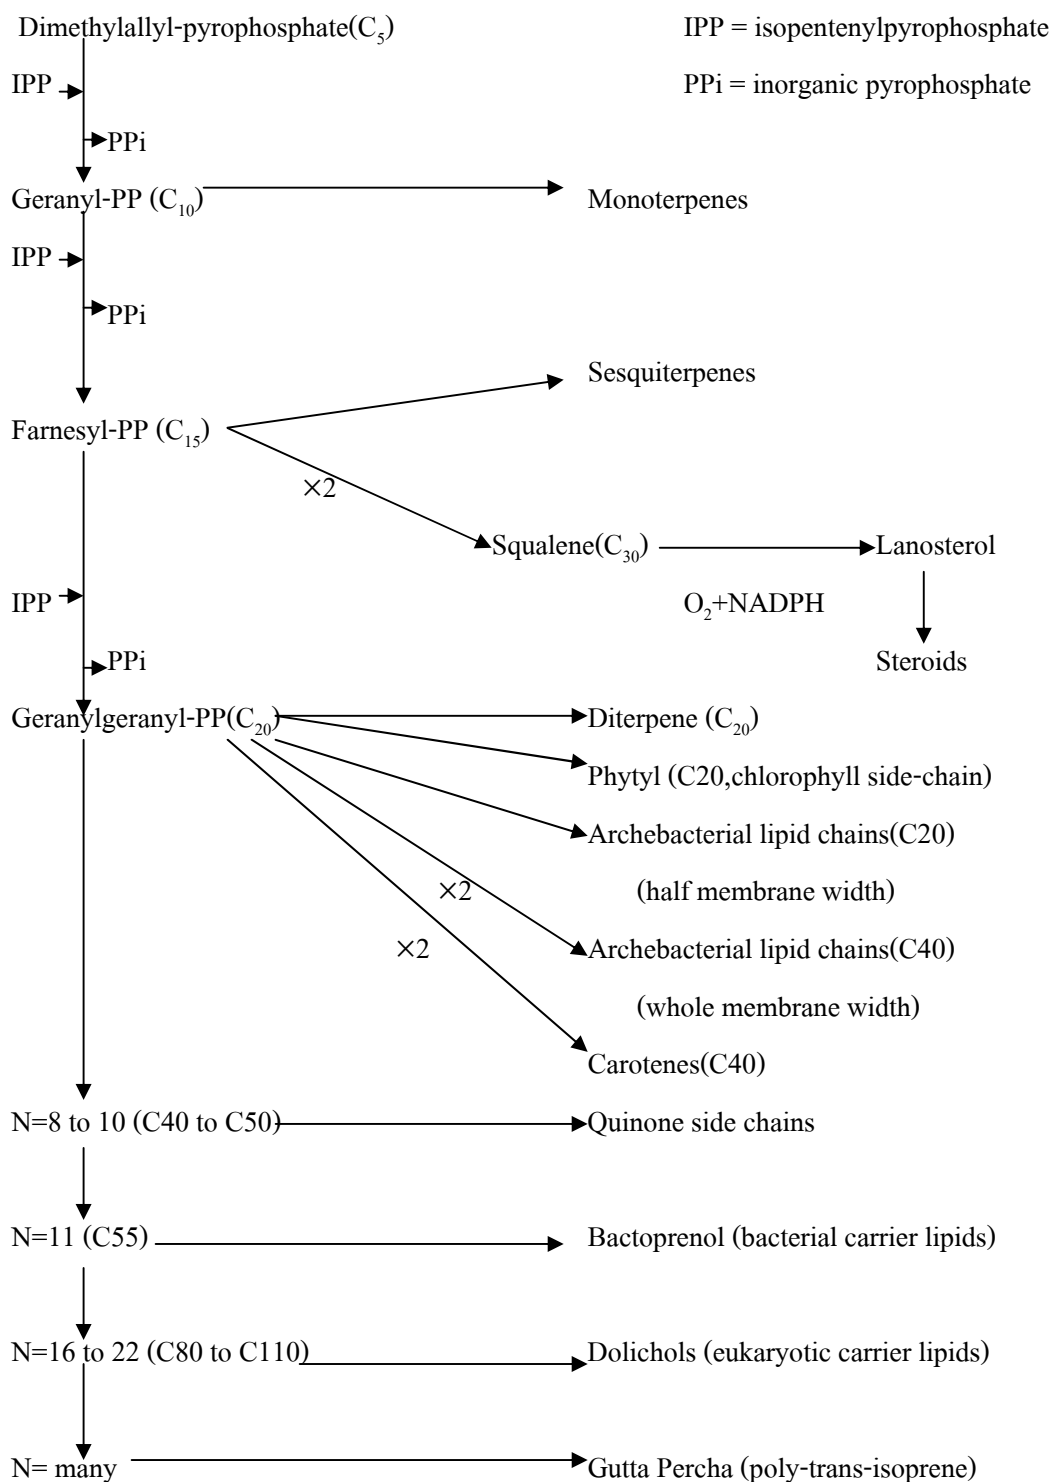 Dimethylallyl-pyrophosphate(C5) IPP = isopentenylpyrophosphate
IPP PPi = inorganic pyrophosphate
PPi
Geranyl-PP (C10) Monoterpenes
IPP
PPi
Sesquiterpenes
Farnesyl-PP (C15)
×2
Squalene(C30) Lanosterol
IPP O2+NADPH
PPi Steroids
Geranylgeranyl-PP(C20) Diterpene (C20)
Phytyl (C20,chlorophyll side-chain)
Archebacterial lipid chains(C20)
×2 (half membrane width)
×2 Archebacterial lipid chains(C40)
(whole membrane width)
Carotenes(C40)
N=8 to 10 (C40 to C50) Quinone side chains
N=11 (C55) Bactoprenol (bacterial carrier lipids)
N=16 to 22 (C80 to C110) Dolichols (eukaryotic carrier lipids)
N= many Gutta Percha (poly-trans-isoprene)